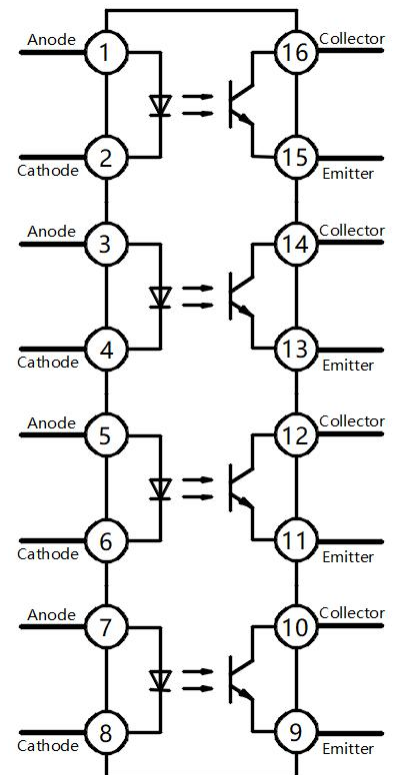 Anode 1 16 Collector
Cathode 2 15 Emitter
Anode 3 14 Collector
Cathode 4 13 Emitter
Anode 5 12 Collector
Cathode 6 11 Emitter
Anode 7 10 Collector
Cathode 8 9 Emitter